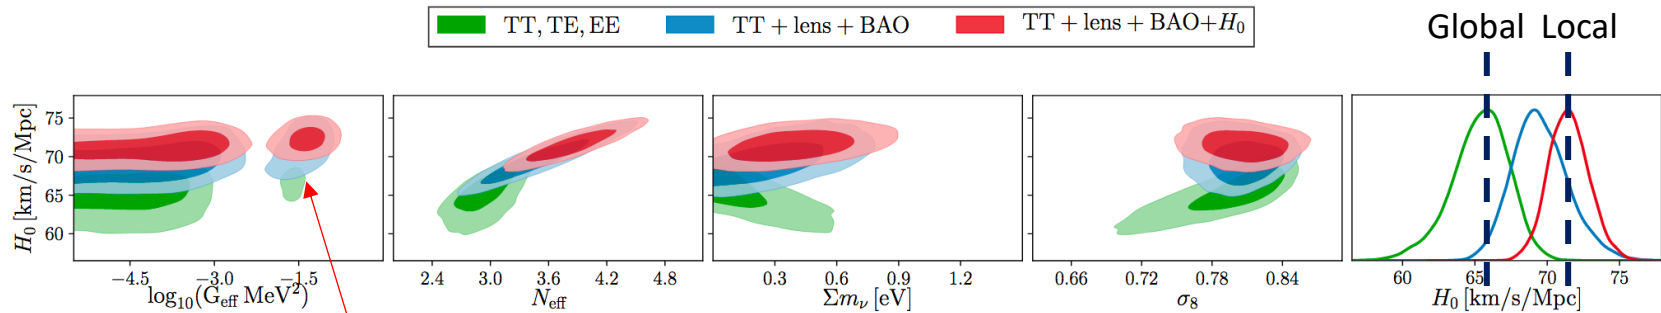 TT, TE, EE TT + lens + BAO TT + lens + BAO+H₀
Global Local
H₀ [km/s/Mpc]
75
70
65
60
−4.5 −3.0 −1.5
log₁₀(G_eff MeV²)
2.4 3.0 3.6 4.2 4.8
N_eff
0.3 0.6 0.9 1.2
Σm_ν [eV]
0.66 0.72 0.78 0.84
σ₈
60 65 70 75
H₀ [km/s/Mpc]